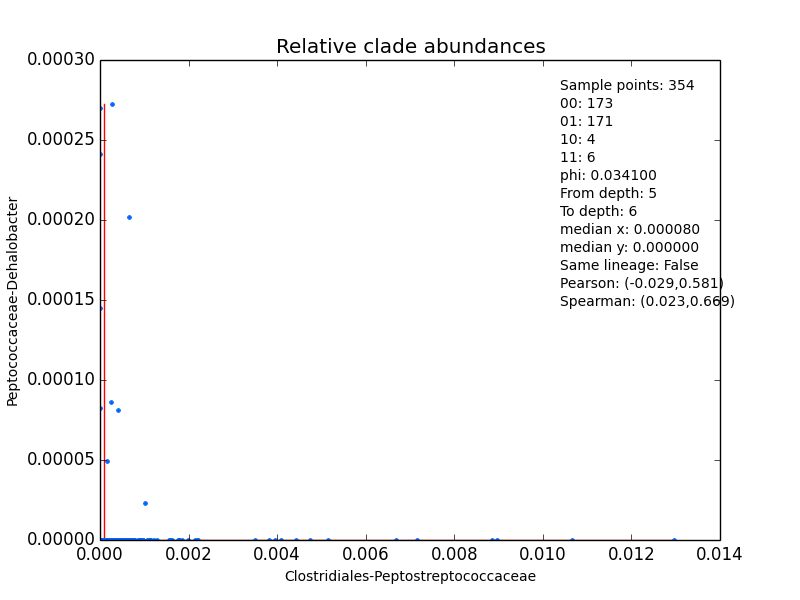 Relative clade abundances
0.00030
0.00025
0.00020
0.00015
0.00010
0.00005
0.00000
Peptococcaceae-Dehalobacter
Sample points: 354
00: 173
01: 171
10: 4
11: 6
phi: 0.034100
From depth: 5
To depth: 6
median x: 0.000080
median y: 0.000000
Same lineage: False
Pearson: (-0.029,0.581)
Spearman: (0.023,0.669)
0.000 0.002 0.004 0.006 0.008 0.010 0.012 0.014
Clostridiales-Peptostreptococcaceae